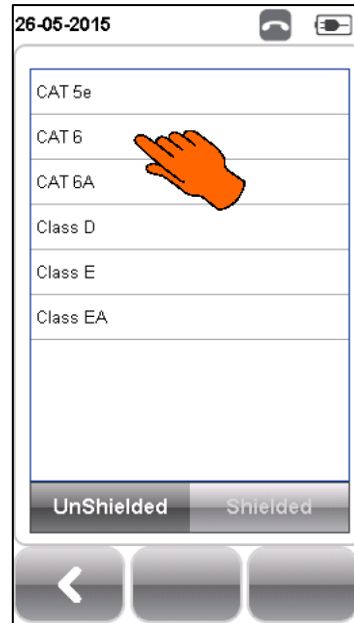 26-05-2015
CAT 5e
CAT 6
CAT 6A
Class D
Class E
Class EA
UnShielded Shielded